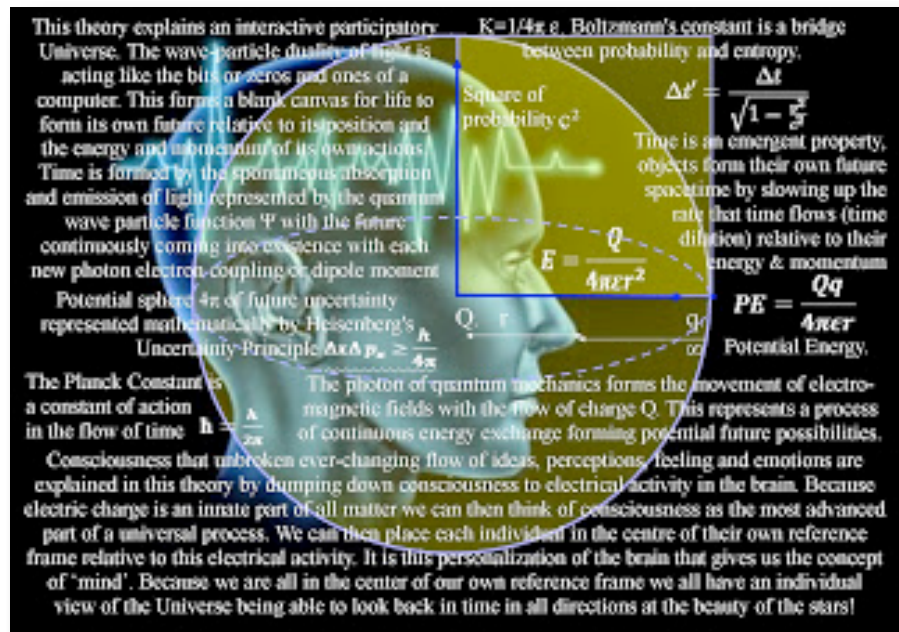 This theory explains an interactive participatory
Universe. The wave particle duality of light is
acting like the bits or zeros and ones of a
computer. This forms a blank canvas for life to
form its own future relative to its position and
the energy and momentum of its own actions.
Time is formed by the spontaneous absorption
and emission of light represented by the quantum
wave particle function Ψ with the future
continuously coming into existence with each
new photon electron coupling or dipole moment
Potential sphere 4π of future uncertainty
represented mathematically by Heisenberg's
Uncertainty Principle ΔxΔpₓ ≥ h/4π
K=1/4π ε. Boltzmann's constant is a bridge
between probability and entropy.
Δt' = Δt/√(1 −
Square of
probability c²
Time is an emergent property,
objects form their own future
spacetime by slowing up the
rate that time flows (time
dilution) relative to their
energy & momentum
E = Q/4πεr²
PE = Qq/4πεr
Q. r q
∞
Potential Energy.
The Planck Constant is
a constant of action
in the flow of time ħ = h/2π
The photon of quantum mechanics forms the movement of electro-
magnetic fields with the flow of charge Q. This represents a process
of continuous energy exchange forming potential future possibilities.
Consciousness that unbroken ever-changing flow of ideas, perceptions, feeling and emotions are
explained in this theory by dumping down consciousness to electrical activity in the brain. Because
electric charge is an innate part of all matter we can then think of consciousness as the most advanced
part of a universal process. We can then place each individual in the centre of their own reference
frame relative to this electrical activity. It is this personalization of the brain that gives us the concept
of 'mind'. Because we are all in the center of our own reference frame we all have an individual
view of the Universe being able to look back in time in all directions at the beauty of the stars!